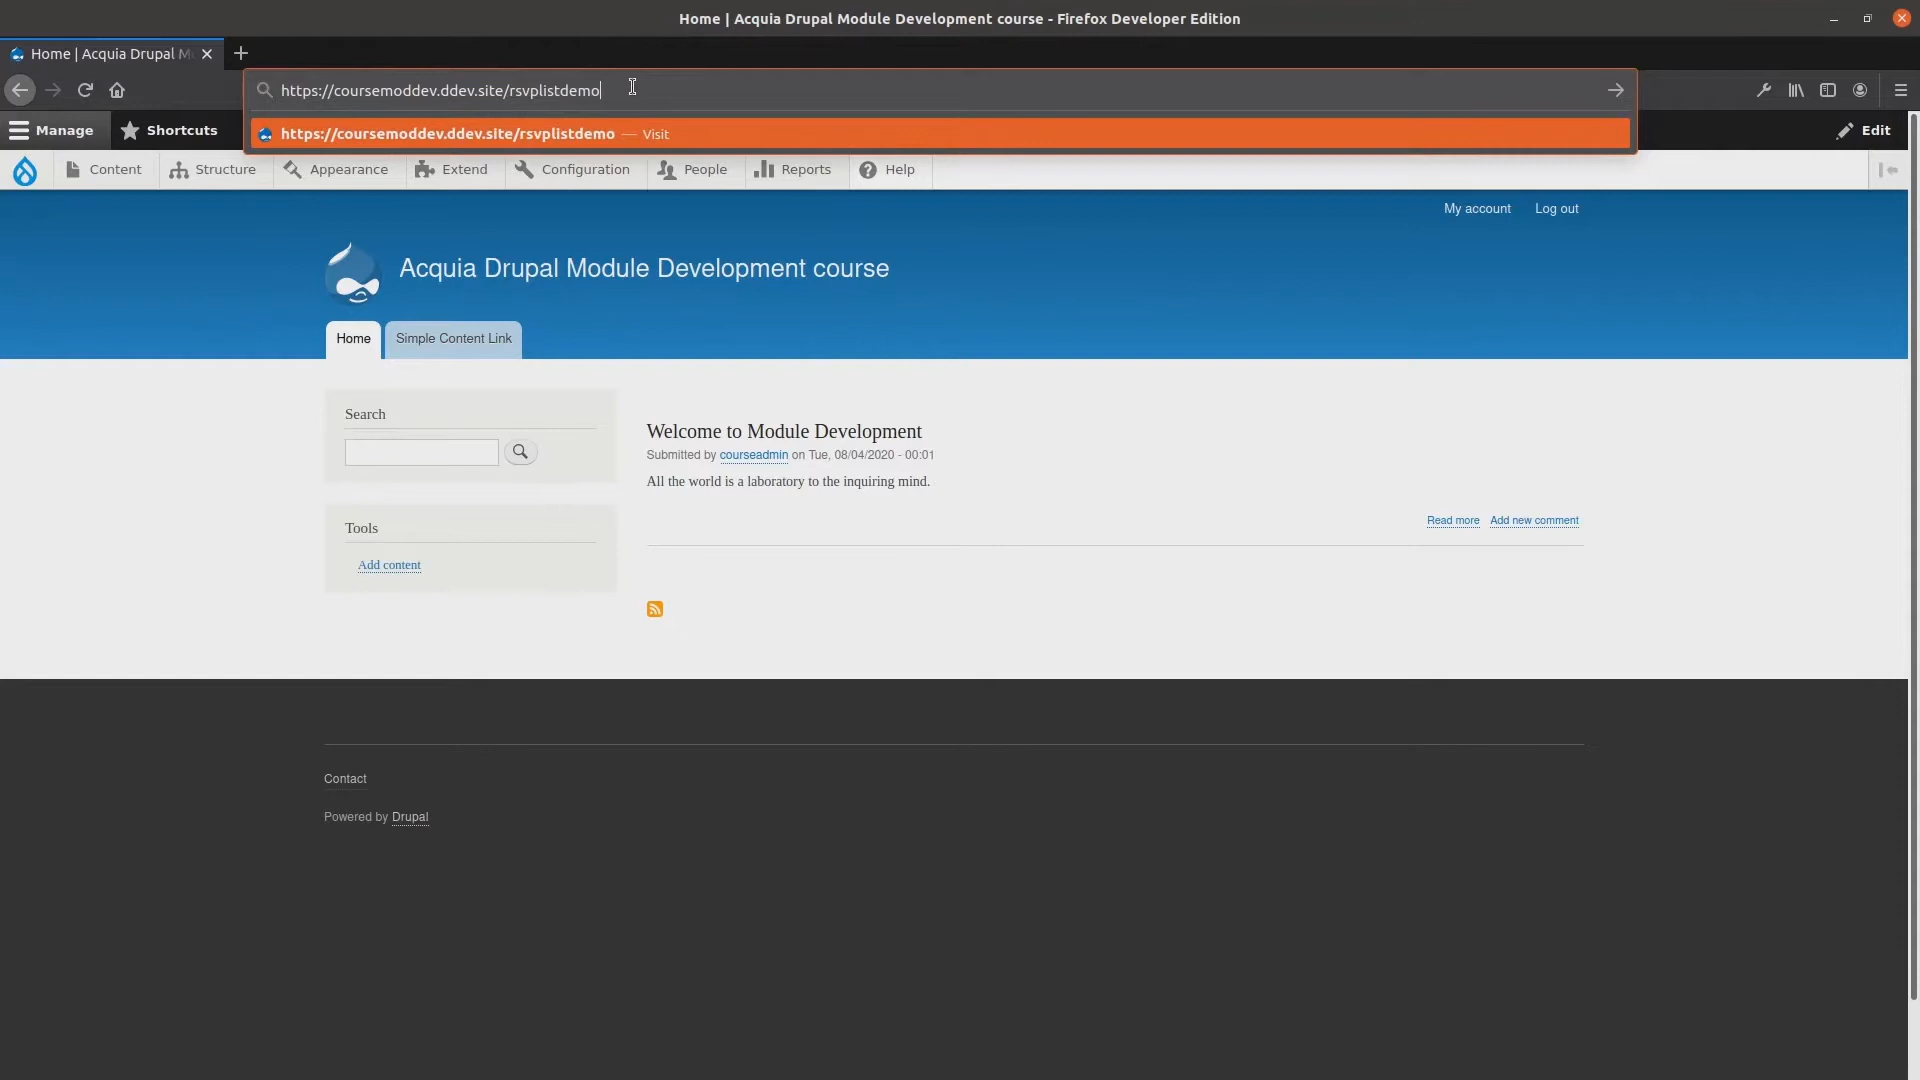 Home | Acquia Drupal Module Development course - Firefox Developer Edition
Home | Acquia Drupal M
https://coursemoddev.ddev.site/rsvplistdemo
https://coursemoddev.ddev.site/rsvplistdemo — Visit
Manage
Shortcuts
Edit
Content
Structure
Appearance
Extend
Configuration
People
Reports
Help
My account
Log out
Acquia Drupal Module Development course
Home
Simple Content Link
Search
Tools
Add content
Welcome to Module Development
Submitted by courseadmin on Tue, 08/04/2020 - 00:01
All the world is a laboratory to the inquiring mind.
Read more
Add new comment
Contact
Powered by Drupal